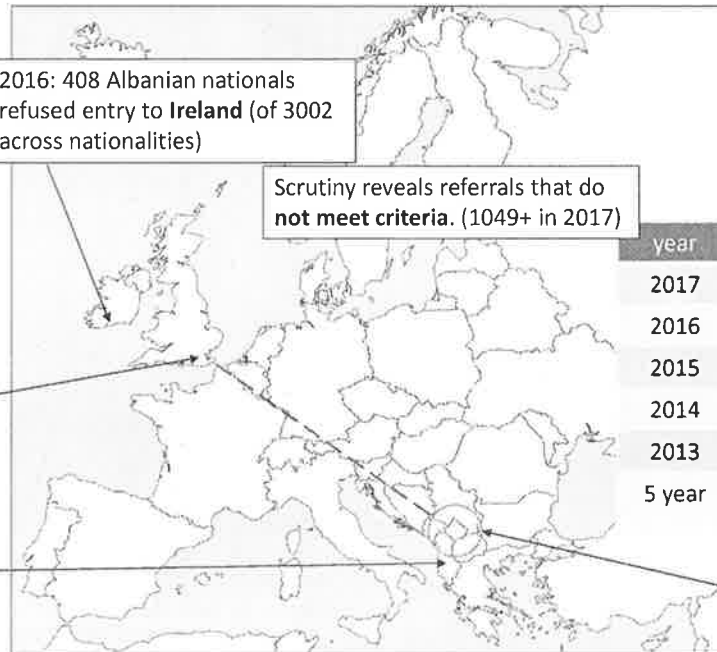 2016: 408 Albanian nationals
refused entry to Ireland (of 3002
across nationalities)
Scrutiny reveals referrals that do
not meet criteria. (1049+ in 2017)
year
2017
2016
2015
2014
2013
5 year